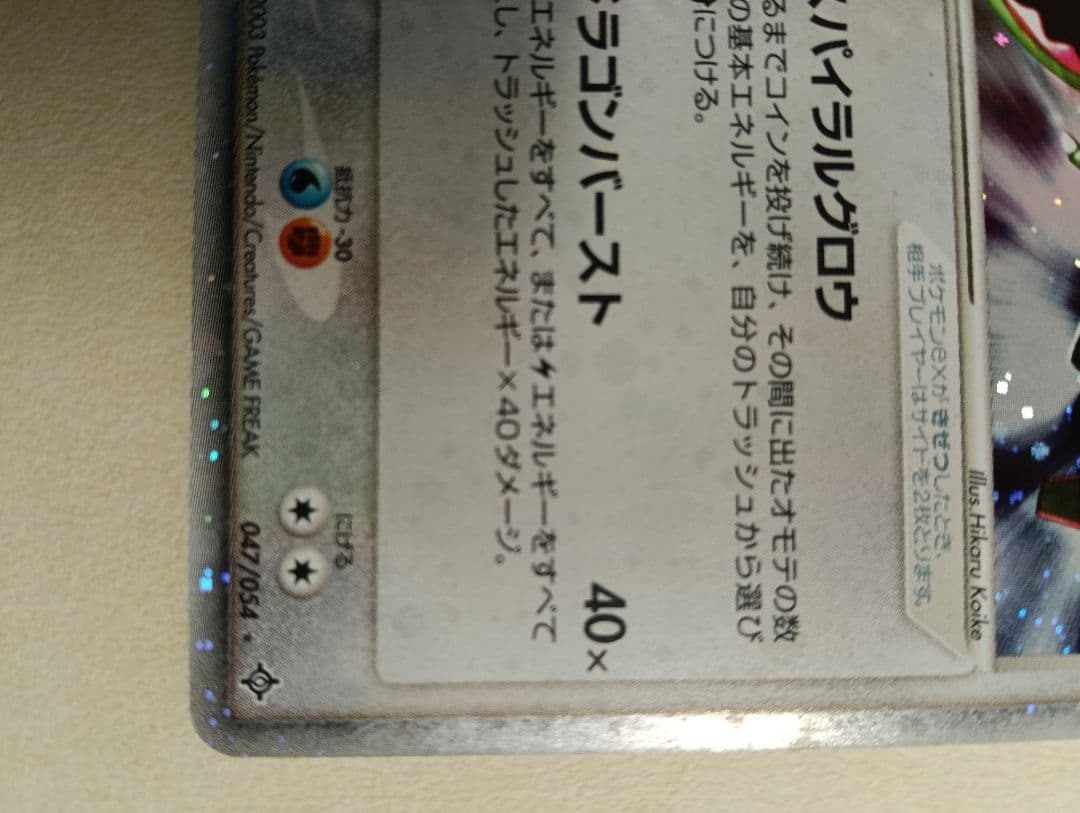 Illus.Hikaru Koike
ポケモンexがきぜつしたとき、
相手プレイヤーはサイドを2枚とります。
パイラルグロウ
るまでコインを投げ続け、その間に出たオモテの数
の基本エネルギーを、自分のトラッシュから選び
につける。
ラゴンバースト 40×
エネルギーをすべて、またはエネルギーをすべて
し、トラッシュしたエネルギー×40ダメージ。
抵抗力 -30
にげる
2003 Pokémon/Nintendo/Creatures/GAME FREAK 047/054 ★